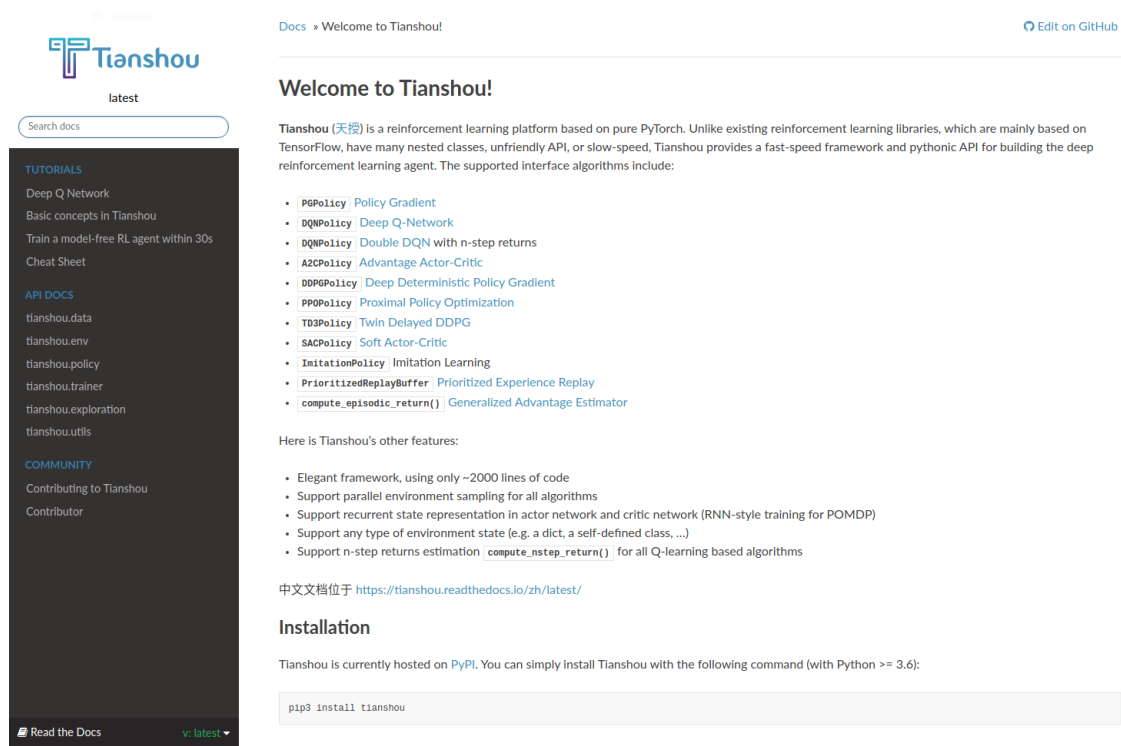 Tianshou
latest
Search docs
TUTORIALS
Deep Q Network
Basic concepts in Tianshou
Train a model-free RL agent within 30s
Cheat Sheet
API DOCS
tianshou.data
tianshou.env
tianshou.policy
tianshou.trainer
tianshou.exploration
tianshou.utils
COMMUNITY
Contributing to Tianshou
Contributor
Read the Docs v: latest
Docs » Welcome to Tianshou! Edit on GitHub
Welcome to Tianshou!
Tianshou (天授) is a reinforcement learning platform based on pure PyTorch. Unlike existing reinforcement learning libraries, which are mainly based on
TensorFlow, have many nested classes, unfriendly API, or slow-speed, Tianshou provides a fast-speed framework and pythonic API for building the deep
reinforcement learning agent. The supported interface algorithms include:
• PGPolicy Policy Gradient
• DQNPolicy Deep Q-Network
• DQNPolicy Double DQN with n-step returns
• A2CPolicy Advantage Actor-Critic
• DDPGPolicy Deep Deterministic Policy Gradient
• PPOPolicy Proximal Policy Optimization
• TD3Policy Twin Delayed DDPG
• SACPolicy Soft Actor-Critic
• ImitationPolicy Imitation Learning
• PrioritizedReplayBuffer Prioritized Experience Replay
• compute_episodic_return() Generalized Advantage Estimator
Here is Tianshou’s other features:
• Elegant framework, using only ~2000 lines of code
• Support parallel environment sampling for all algorithms
• Support recurrent state representation in actor network and critic network (RNN-style training for POMDP)
• Support any type of environment state (e.g. a dict, a self-defined class, …)
• Support n-step returns estimation compute_nstep_return() for all Q-learning based algorithms
中文文档位于 https://tianshou.readthedocs.io/zh/latest/
Installation
Tianshou is currently hosted on PyPI. You can simply install Tianshou with the following command (with Python >= 3.6):
pip3 install tianshou